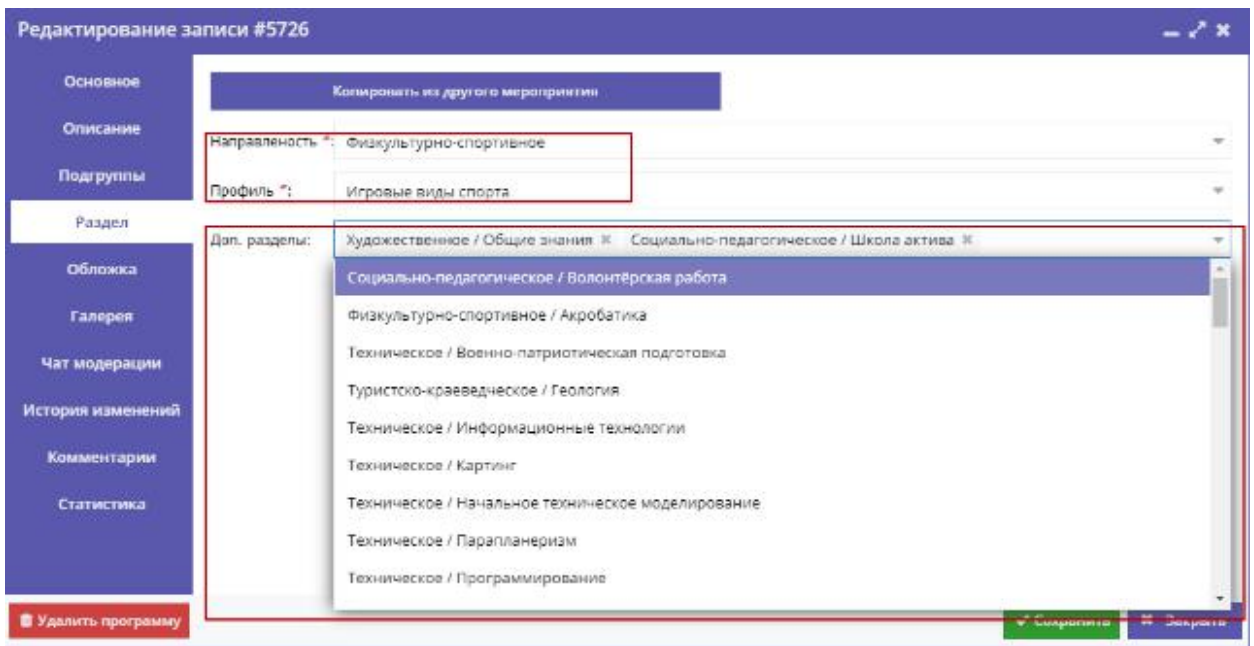 Редактирование записи #5726
Основное
Описание
Подгруппы
Раздел
Обложка
Галерея
Чат модерации
История изменений
Комментарии
Статистика
Удалить программу
Копировать из другого мероприятия
Направленость *: Физкультурно-спортивное
Профиль *: Игровые виды спорта
Доп. разделы: Художественное / Общие знания ✖ Социально-педагогическое / Школа актива ✖
Социально-педагогическое / Волонтёрская работа
Физкультурно-спортивное / Акробатика
Техническое / Военно-патриотическая подготовка
Туристско-краеведческое / Геология
Техническое / Информационные технологии
Техническое / Картинг
Техническое / Начальное техническое моделирование
Техническое / Парапланеризм
Техническое / Программирование
Сохранить
Закрыть